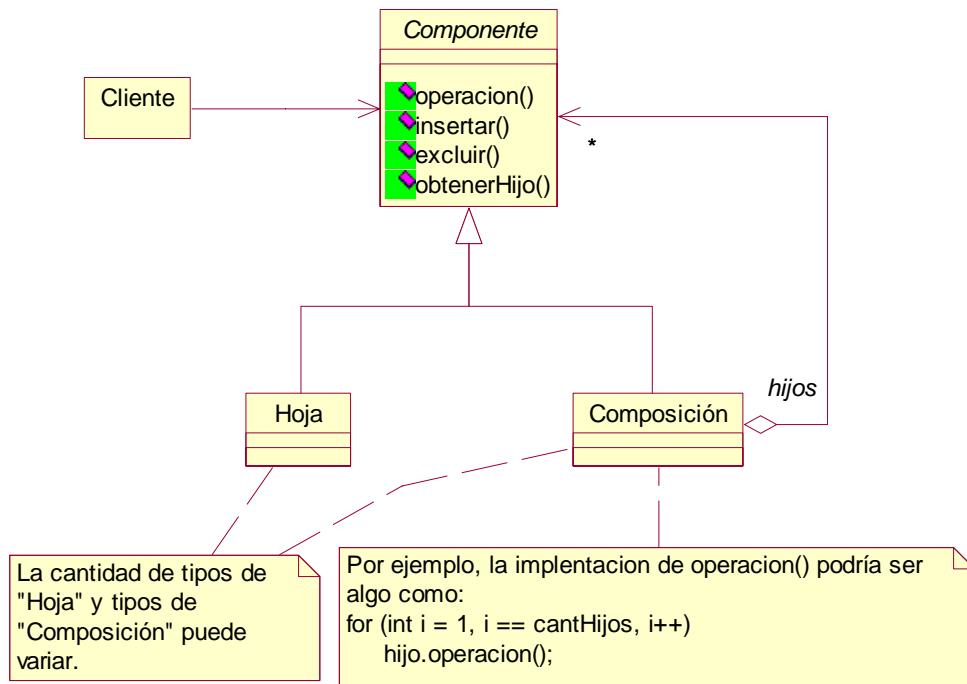 Componente
Cliente
operacion()
insertar()
excluir()
obtenerHijo()
*
hijos
Hoja
Composición
La cantidad de tipos de
"Hoja" y tipos de
"Composición" puede
variar.
Por ejemplo, la implentacion de operacion() podría ser
algo como:
for (int i = 1, i == cantHijos, i++)
hijo.operacion();